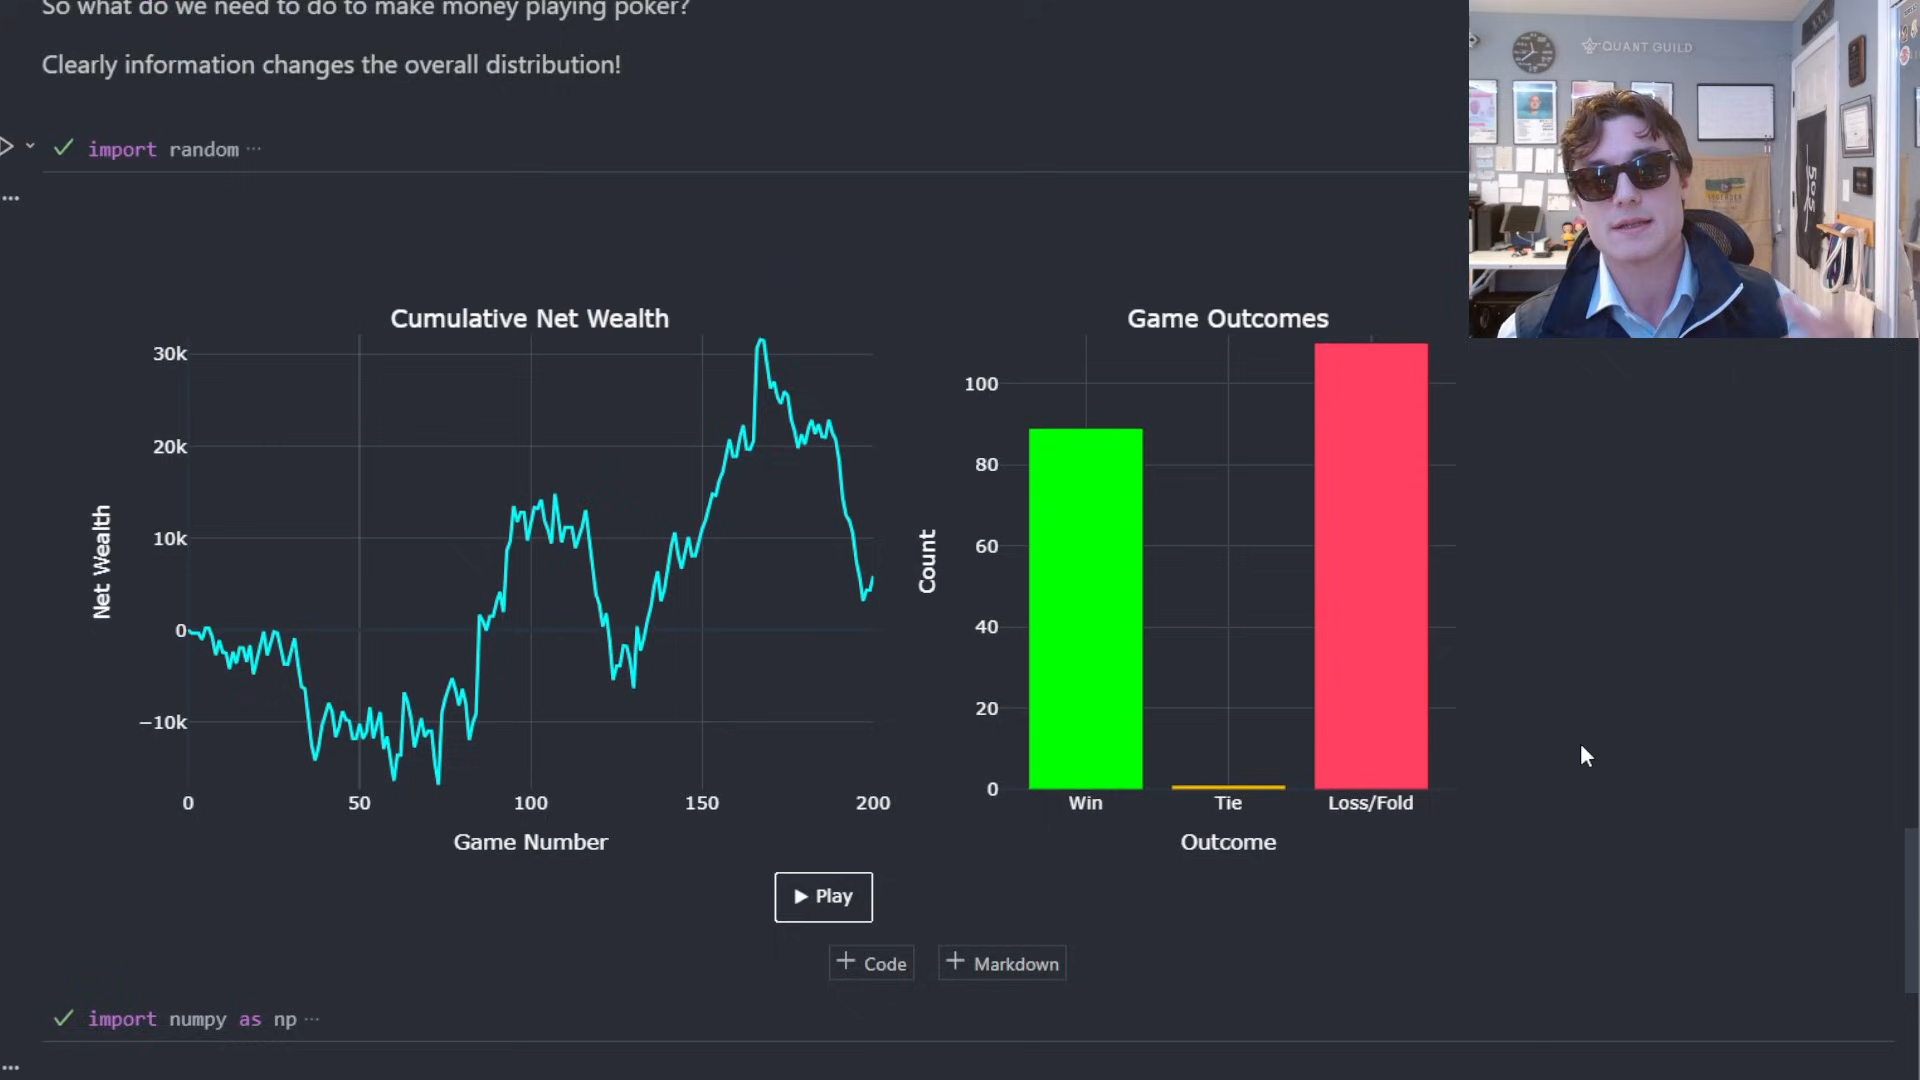 So what do we need to do to make money playing poker?
Clearly information changes the overall distribution!
import random ...
QUANT GUILD
505
Cumulative Net Wealth
Game Outcomes
30k
20k
10k
0
−10k
Net Wealth
0 50 100 150 200
Game Number
100
80
60
40
20
0
Count
Win Tie Loss/Fold
Outcome
▶ Play
+ Code + Markdown
import numpy as np ...